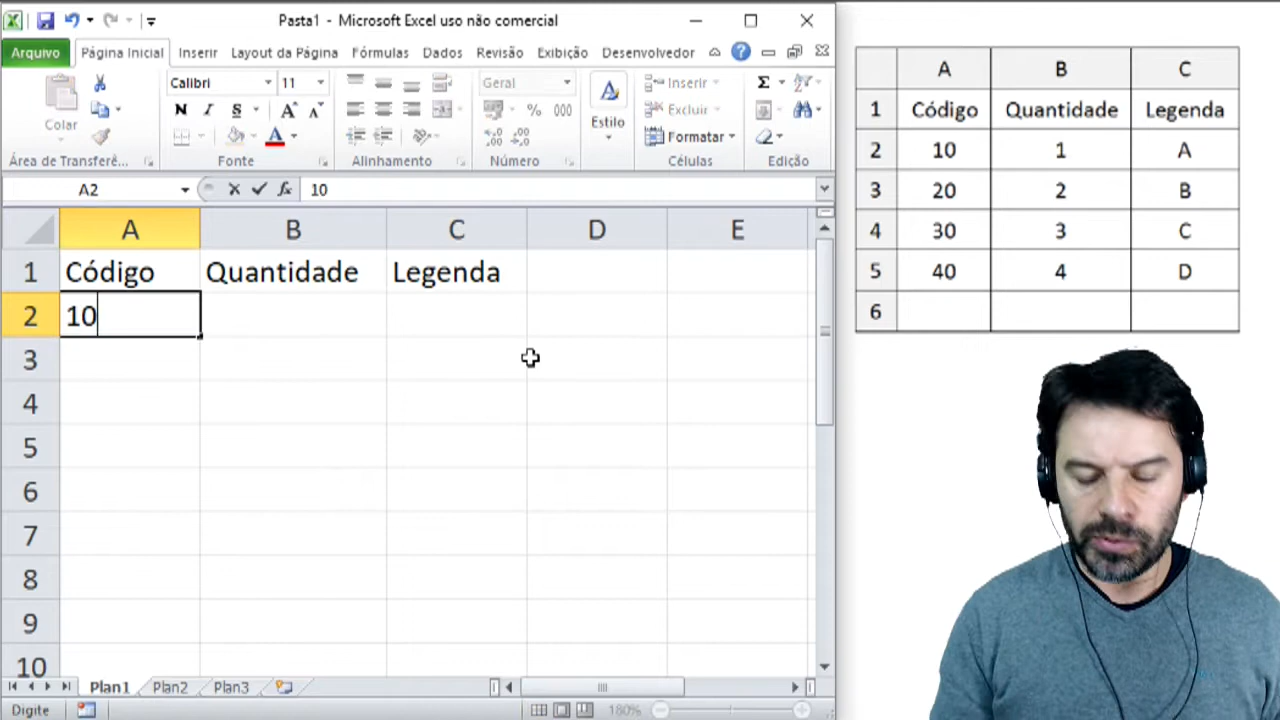 Pasta1 - Microsoft Excel uso não comercial
Arquivo Página Inicial Inserir Layout da Página Fórmulas Dados Revisão Exibição Desenvolvedor
Colar
Calibri 11
N I S A A
A
Geral
% 000
Estilo
Inserir
Excluir
Formatar
Σ
Área de Transferê... Fonte Alinhamento Número Células Edição
A2 fx 10
A B C D E
1 Código Quantidade Legenda
2 10
3
4
5
6
7
8
9
10
Plan1 Plan2 Plan3
Digite 180%
A B C
1 Código Quantidade Legenda
2 10 1 A
3 20 2 B
4 30 3 C
5 40 4 D
6